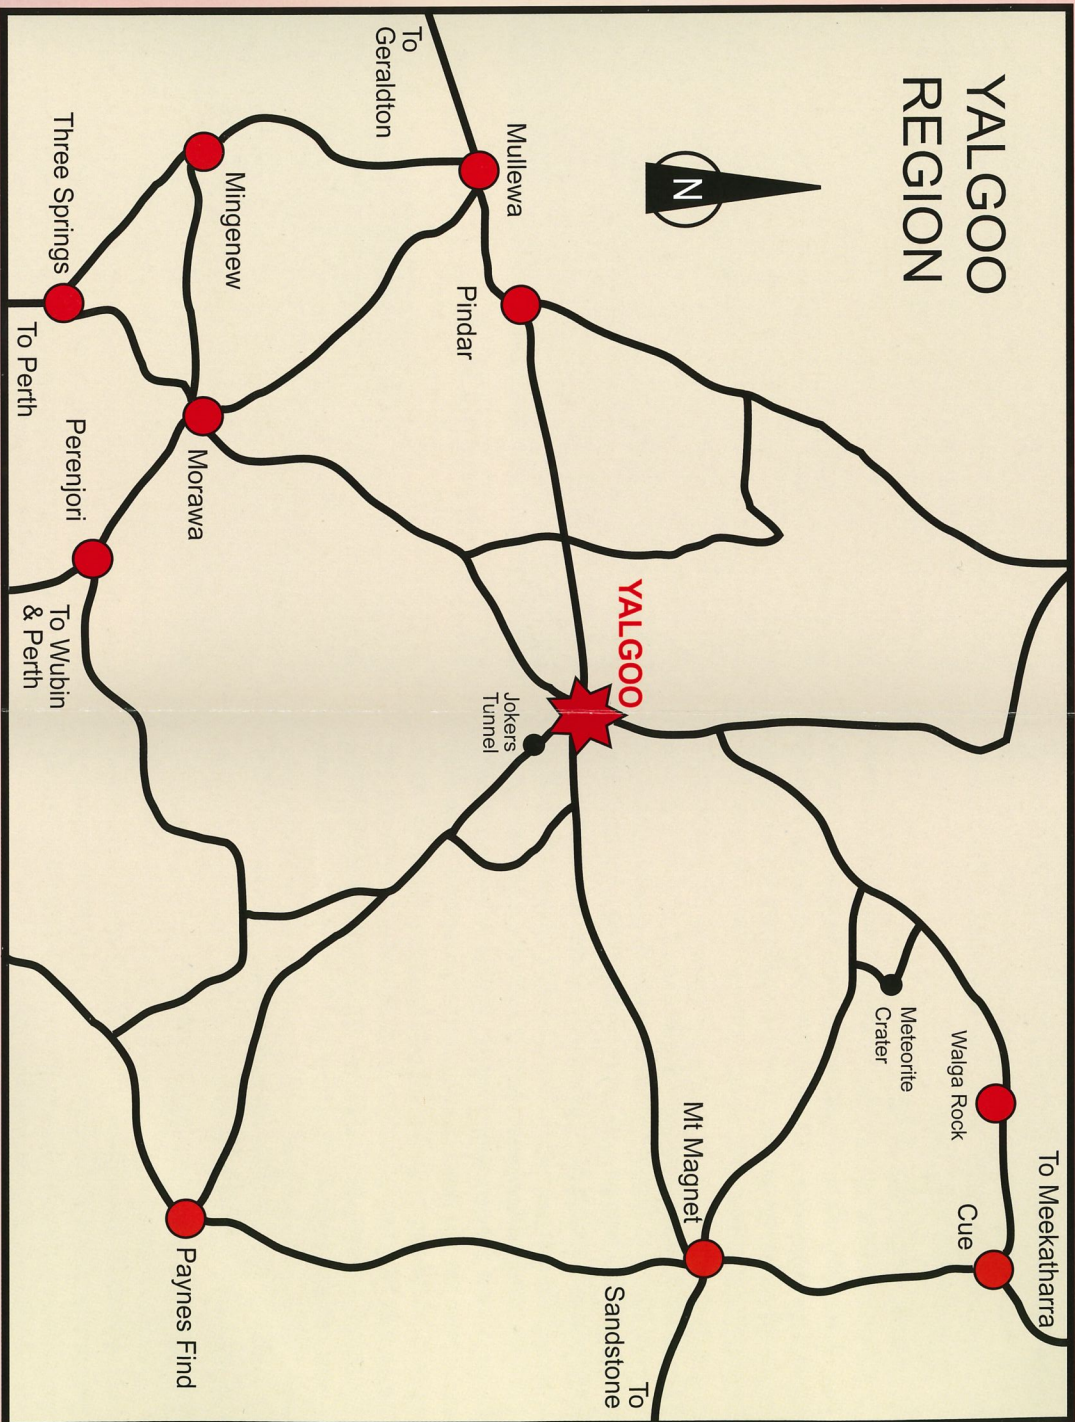 YALGOO
REGION
N
To Meekatharra
Cue
Walga Rock
Meteorite
Crater
Mt Magnet
To
Sandstone
YALGOO
Jokers
Tunnel
Mullewa
Pindar
To
Geraldton
Mingenew
Morawa
Three Springs
To Perth
Perenjori
To Wubin
& Perth
Paynes Find